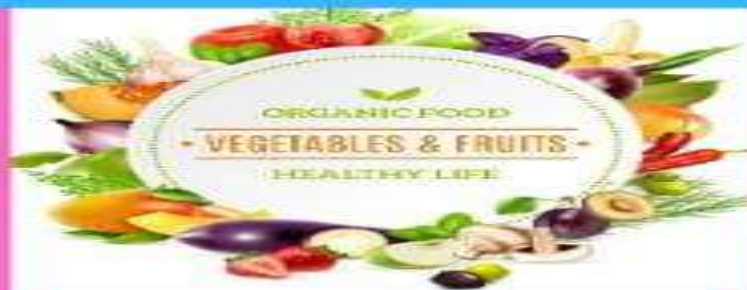 ORGANIC FOOD
• VEGETABLES & FRUITS •
HEALTHY LIFE